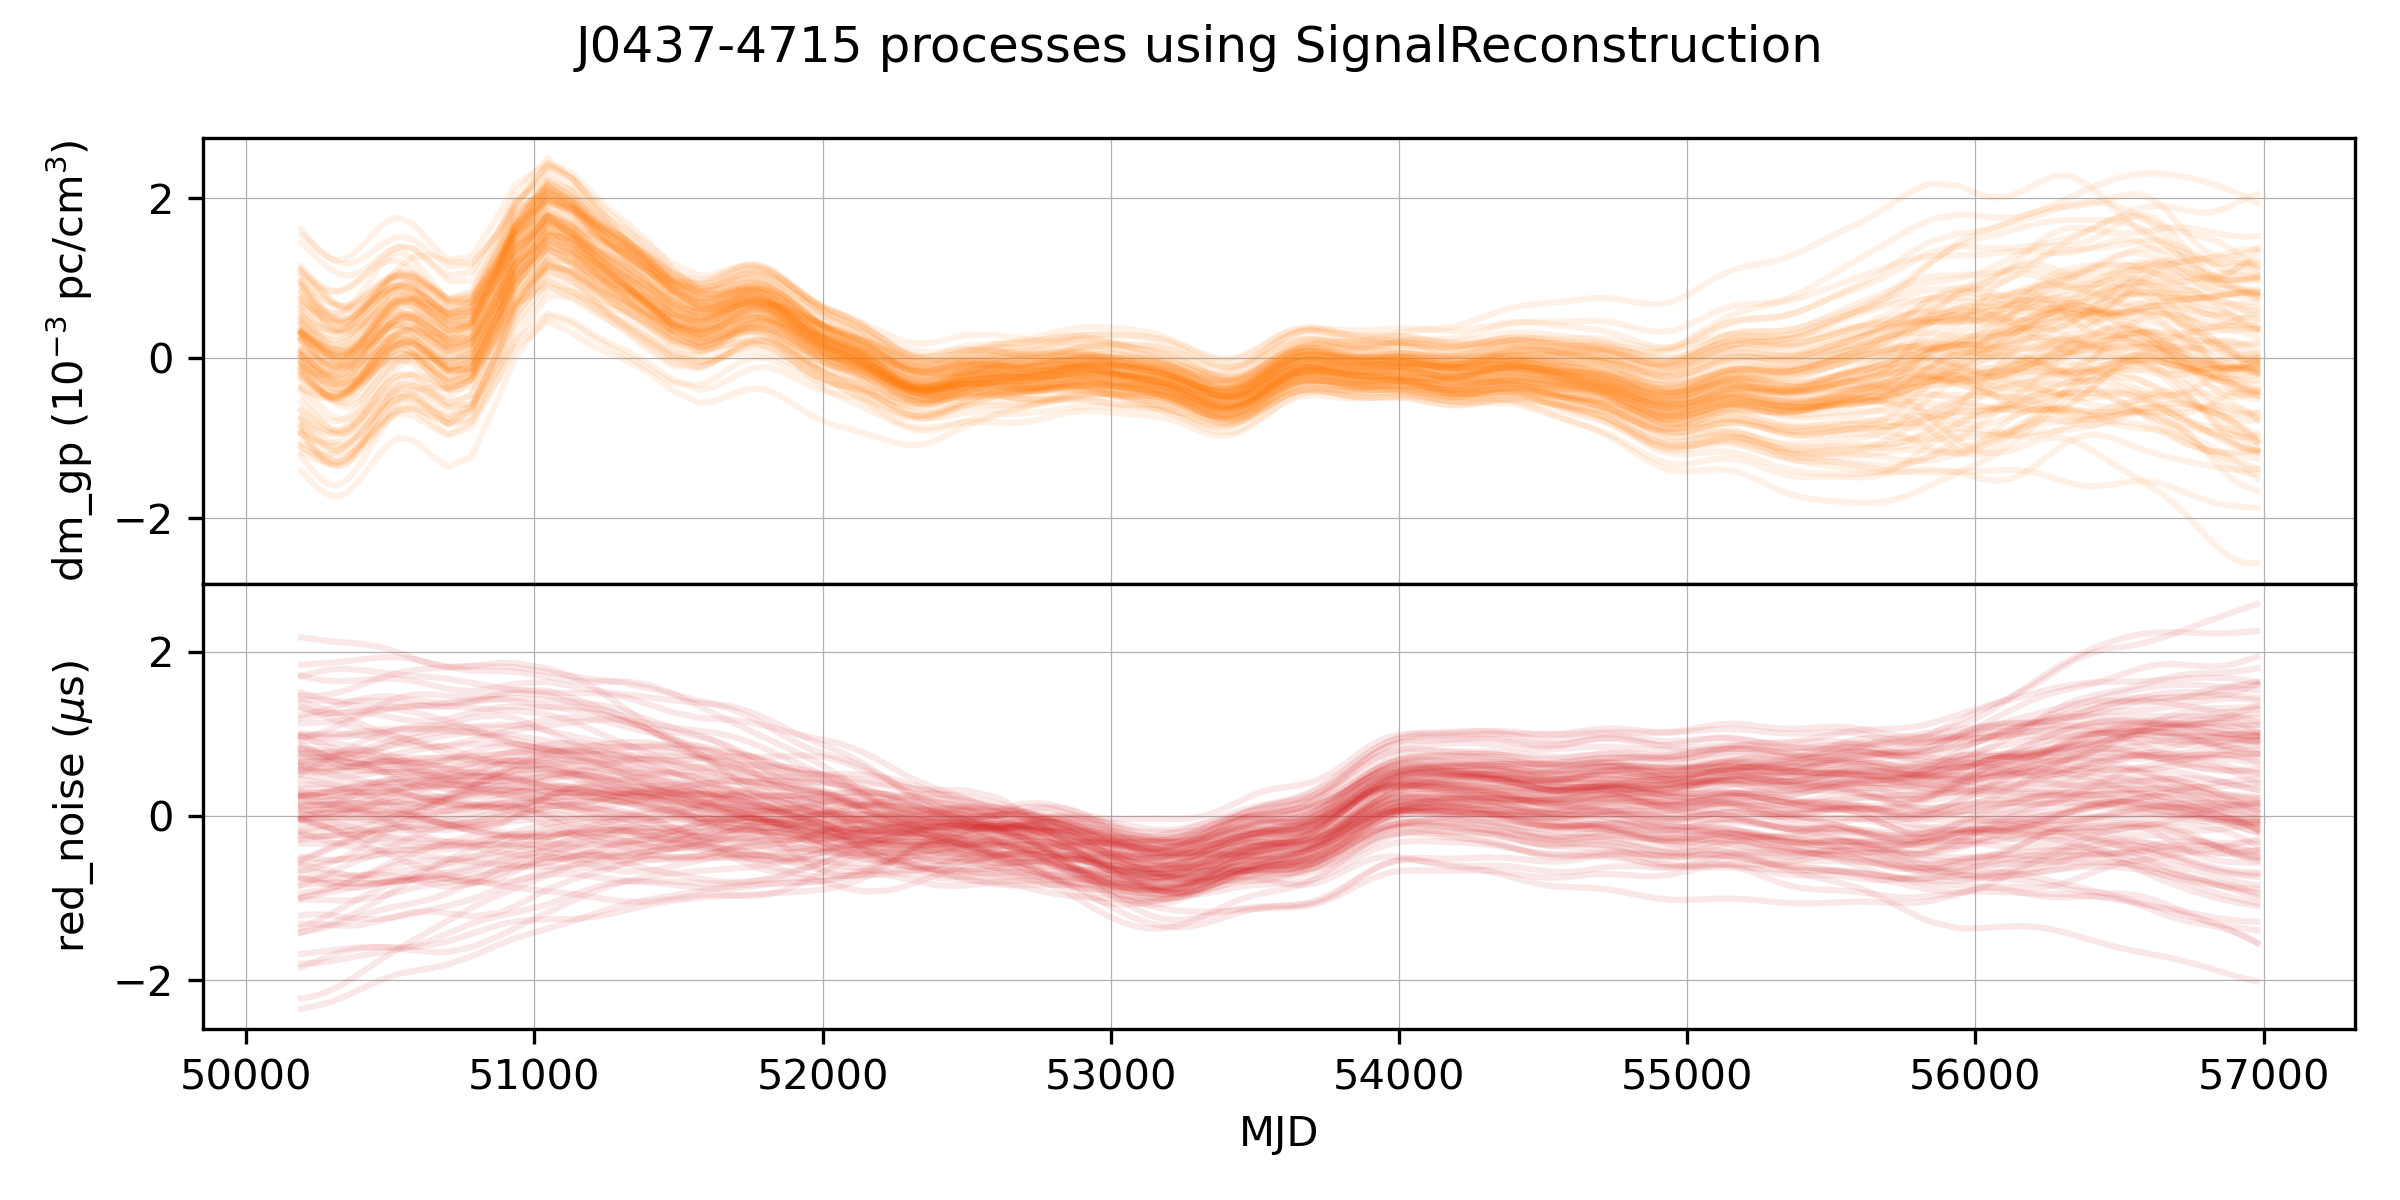 J0437-4715 processes using SignalReconstruction
dm_gp (10⁻³ pc/cm³)
2
0
−2
red_noise (μs)
2
0
−2
50000 51000 52000 53000 54000 55000 56000 57000
MJD